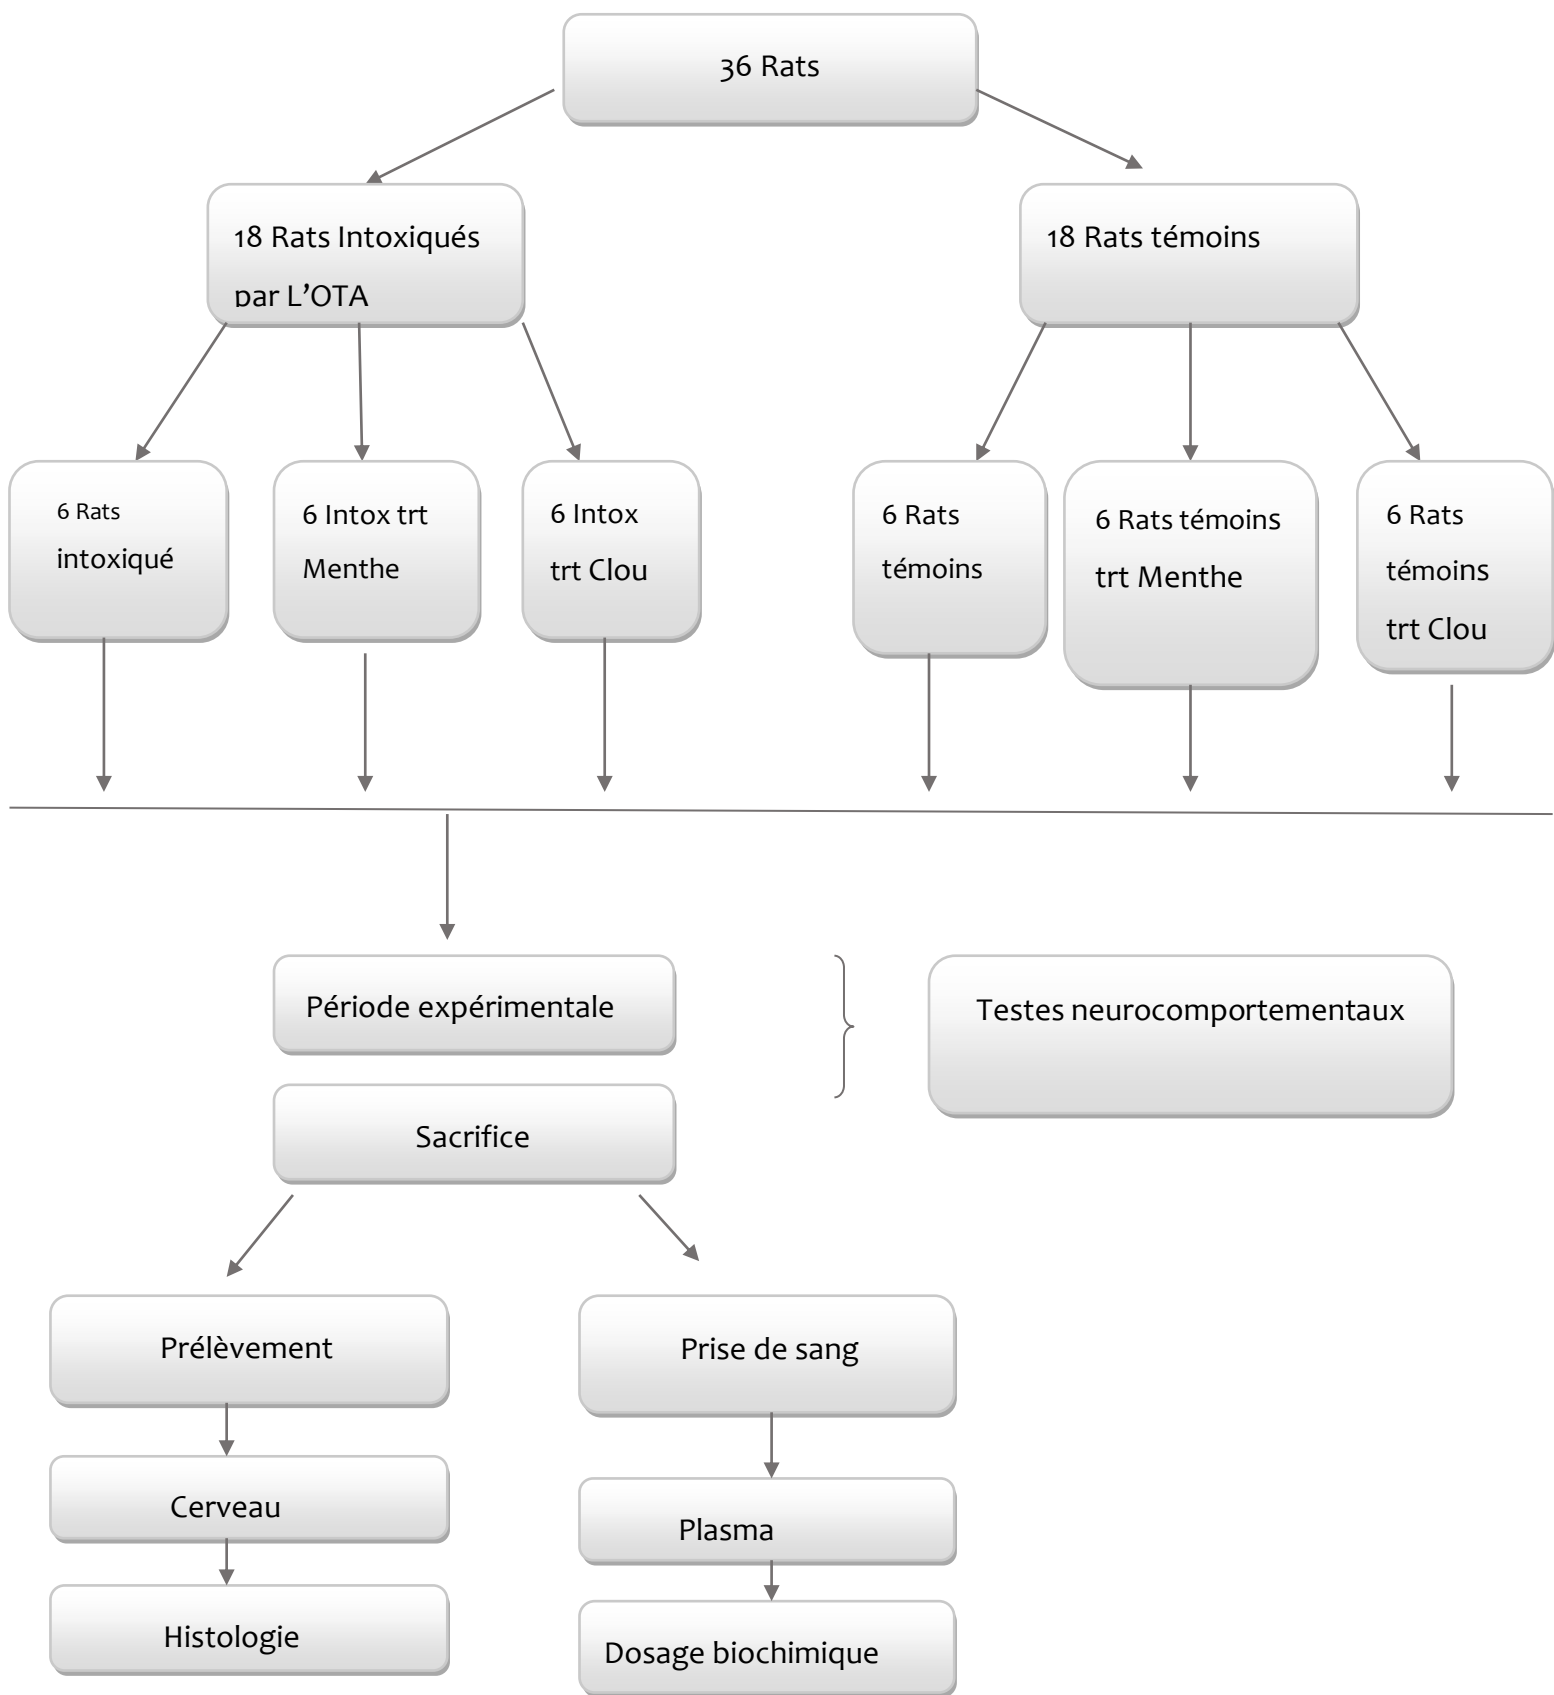 36 Rats
18 Rats Intoxiqués
par L’OTA
18 Rats témoins
6 Rats
intoxiqué
6 Intox trt
Menthe
6 Intox
trt Clou
6 Rats
témoins
6 Rats témoins
trt Menthe
6 Rats
témoins
trt Clou
Période expérimentale
Testes neurocomportementaux
Sacrifice
Prélèvement
Prise de sang
Cerveau
Plasma
Histologie
Dosage biochimique